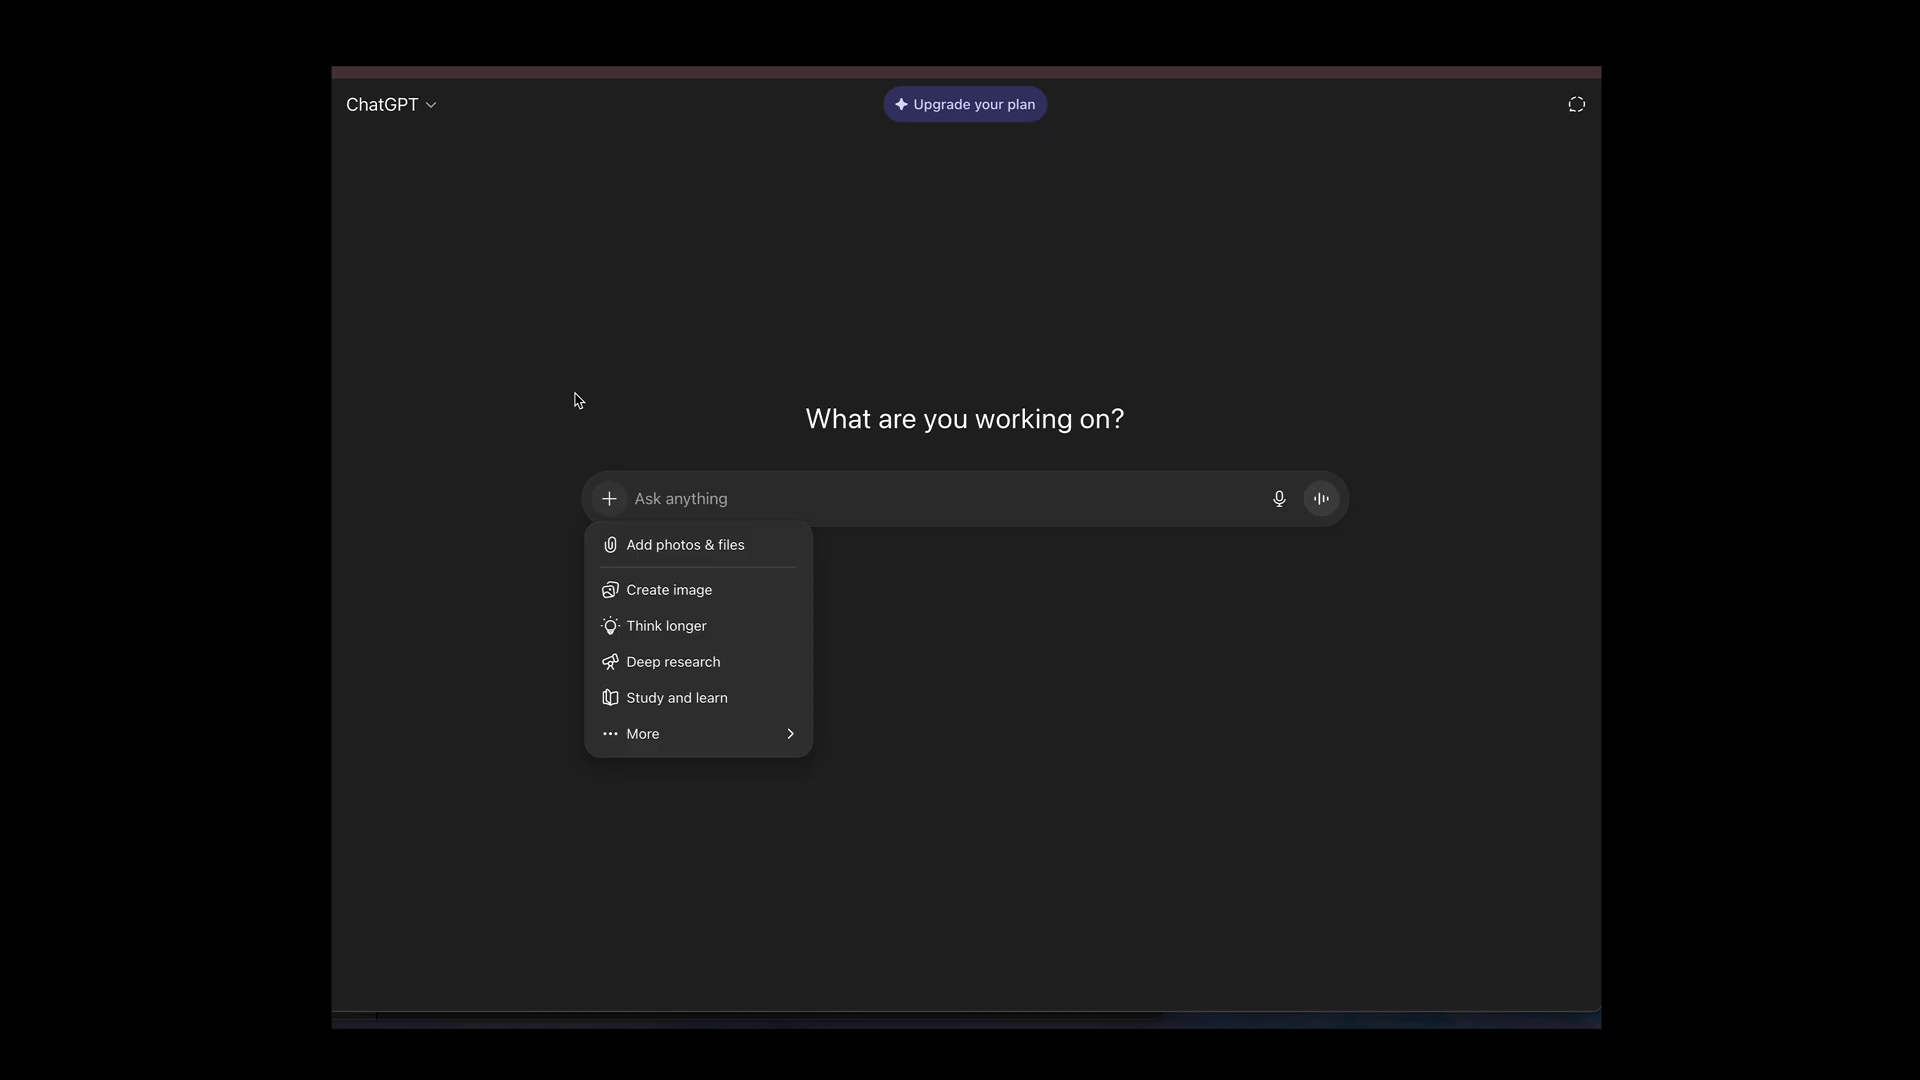 ChatGPT
Upgrade your plan
What are you working on?
Ask anything
Add photos & files
Create image
Think longer
Deep research
Study and learn
More